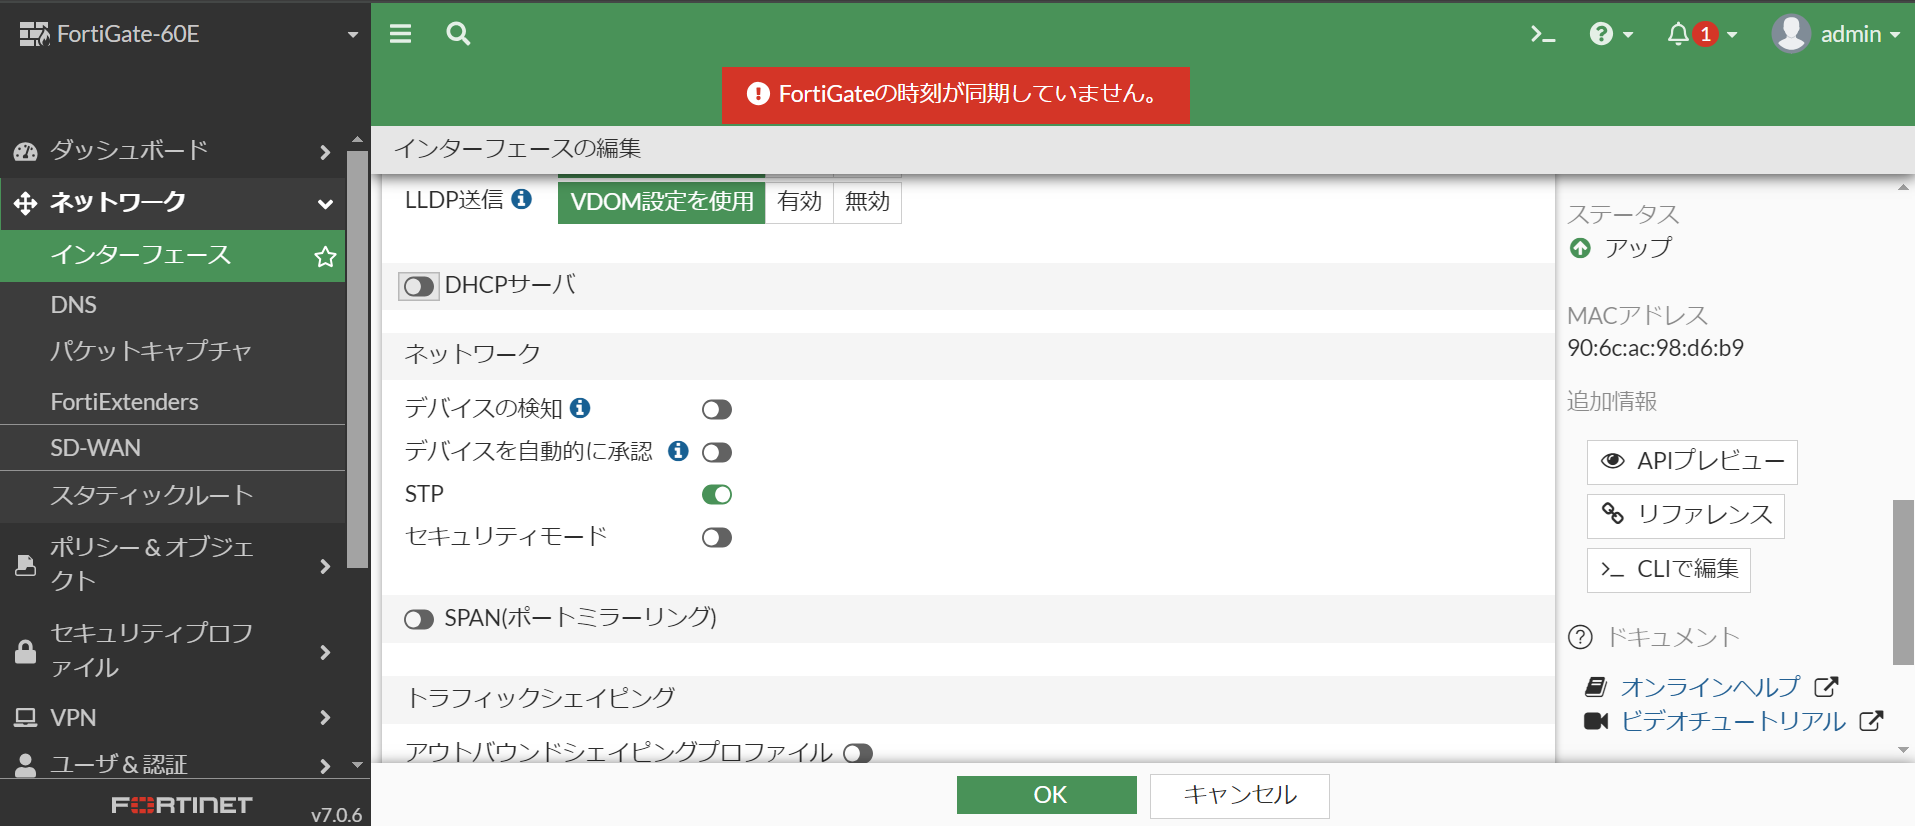 FortiGate-60E
1
admin
FortiGateの時刻が同期していません。
ダッシュボード
ネットワーク
インターフェース
DNS
パケットキャプチャ
FortiExtenders
SD-WAN
スタティックルート
ポリシー & オブジェ
クト
セキュリティプロフ
ァイル
VPN
ユーザ & 認証
FORTINET
v7.0.6
インターフェースの編集
LLDP送信 VDOM設定を使用 有効 無効
DHCPサーバ
ネットワーク
デバイスの検知
デバイスを自動的に承認
STP
セキュリティモード
SPAN(ポートミラーリング)
トラフィックシェイピング
アウトバウンドシェイピングプロファイル
ステータス
アップ
MACアドレス
90:6c:ac:98:d6:b9
追加情報
APIプレビュー
リファレンス
>_ CLIで編集
ドキュメント
オンラインヘルプ
ビデオチュートリアル
OK キャンセル